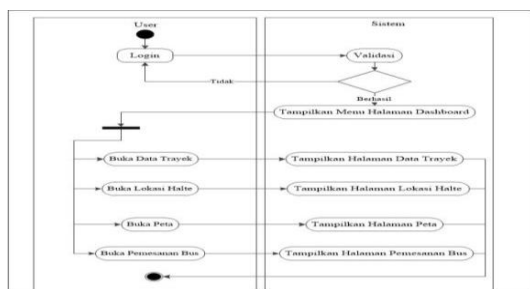 User
Sistem
Login
Validasi
Tidak
Berhasil
Tampilkan Menu Halaman Dashboard
Buka Data Trayek
Tampilkan Halaman Data Trayek
Buka Lokasi Halte
Tampilkan Halaman Lokasi Halte
Buka Peta
Tampilkan Halaman Peta
Buka Pemesanan Bus
Tampilkan Halaman Pemesanan Bus